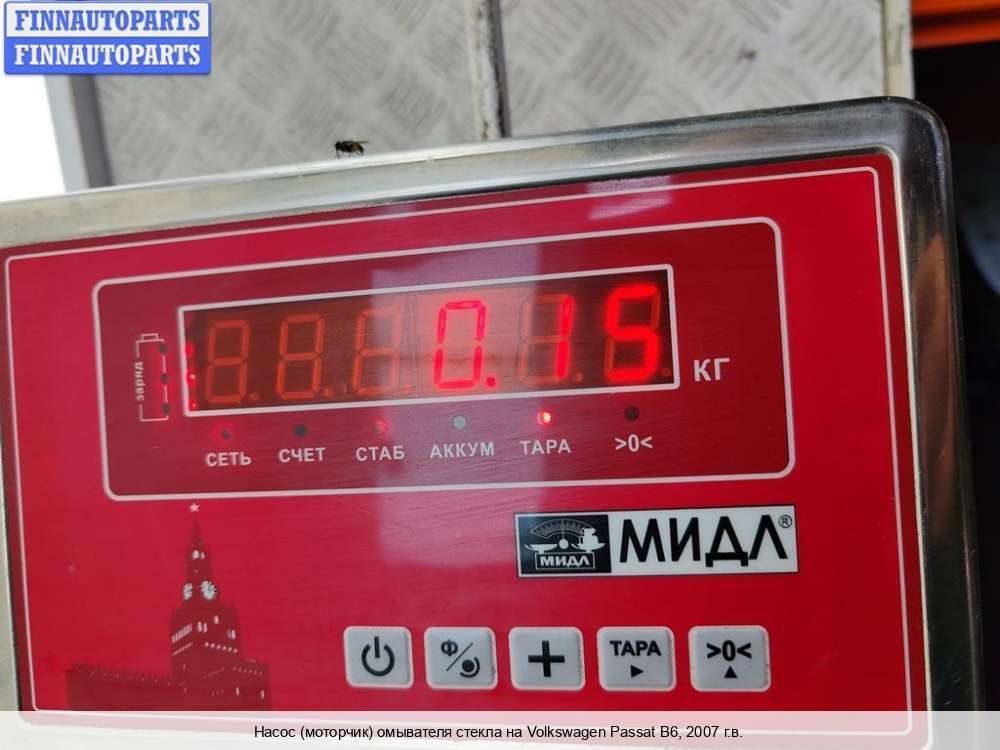 FINNAUTOPARTS
FINNAUTOPARTS
заряд
0.15
КГ
СЕТЬ СЧЕТ СТАБ АККУМ ТАРА >0<
МИДЛ МИДЛ®
Ф ТАРА >0<
Насос (моторчик) омывателя стекла на Volkswagen Passat B6, 2007 г.в.